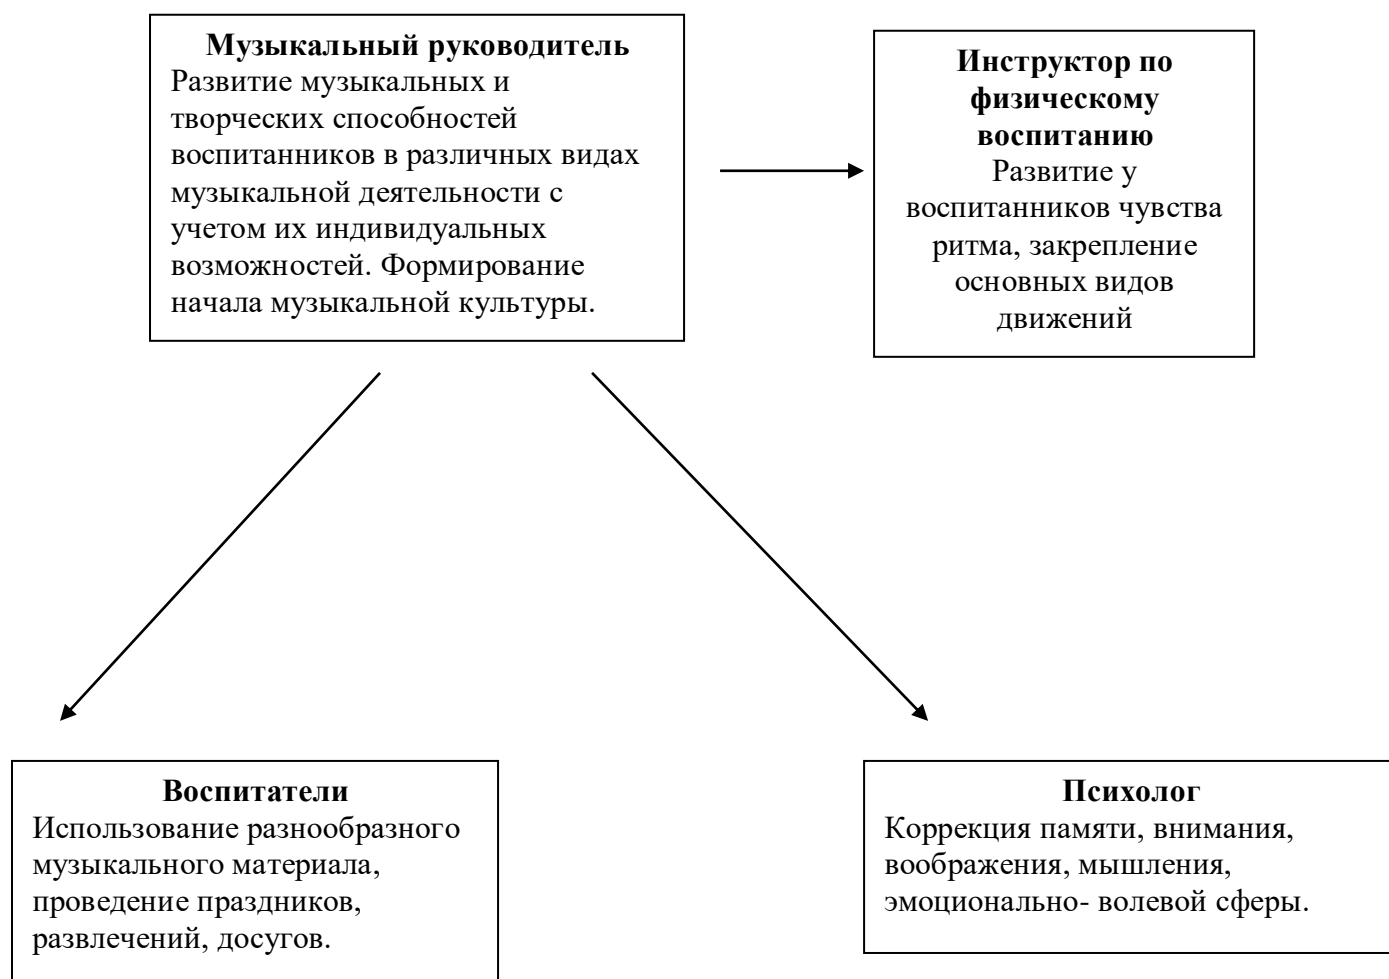 Музыкальный руководитель
Развитие музыкальных и
творческих способностей
воспитанников в различных видах
музыкальной деятельности с
учетом их индивидуальных
возможностей. Формирование
начала музыкальной культуры.
Инструктор по
физическому
воспитанию
Развитие у
воспитанников чувства
ритма, закрепление
основных видов
движений
Воспитатели
Использование разнообразного
музыкального материала,
проведение праздников,
развлечений, досугов.
Психолог
Коррекция памяти, внимания,
воображения, мышления,
эмоционально- волевой сферы.